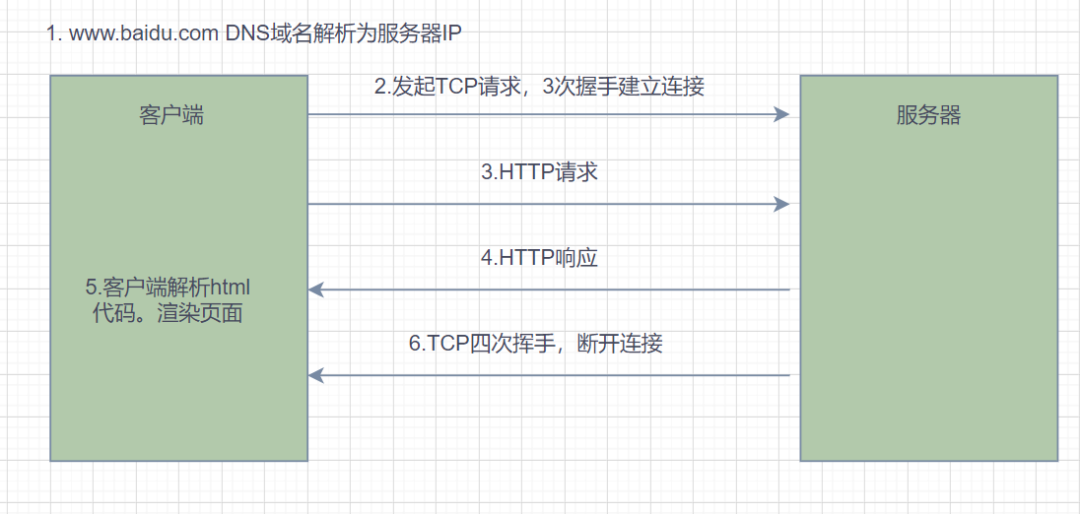 1. www.baidu.com DNS域名解析为服务器IP
2.发起TCP请求，3次握手建立连接
客户端
服务器
3.HTTP请求
4.HTTP响应
5.客户端解析html
代码。渲染页面
6.TCP四次挥手，断开连接